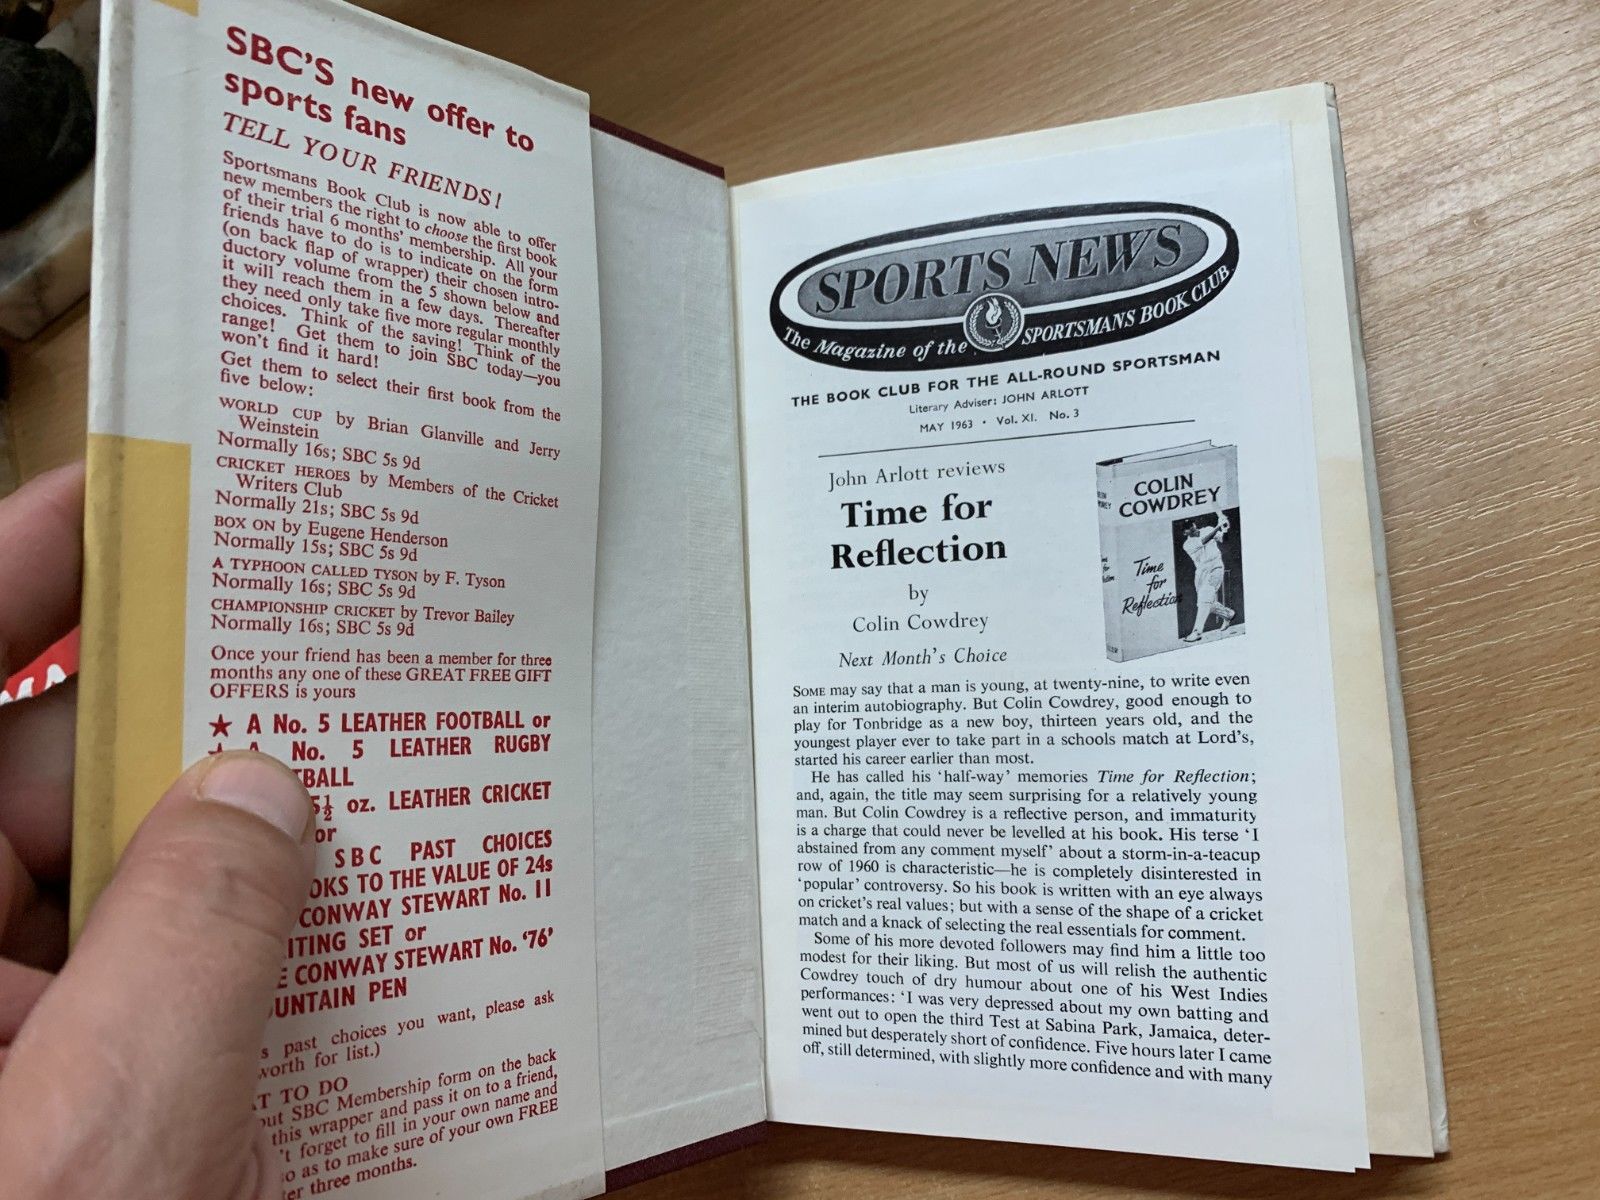 SBC'S new offer to
sports fans
TELL YOUR FRIENDS!
Sportsmans Book Club is now able to offer
new members the right to choose the first book
of their trial 6 months' membership. All your
friends have to do is to indicate on the form
(on back flap of wrapper) their chosen intro-
ductory volume from the 5 shown below and
it will reach them in a few days. Thereafter
they need only take five more regular monthly
choices. Think of the saving! Think of the
range! Get them to join SBC today—you
won't find it hard!
Get them to select their first book from the
five below:
WORLD CUP by Brian Glanville and Jerry
Weinstein
Normally 16s; SBC 5s 9d
CRICKET HEROES by Members of the Cricket
Writers Club
Normally 21s; SBC 5s 9d
BOX ON by Eugene Henderson
Normally 15s; SBC 5s 9d
A TYPHOON CALLED TYSON by F. Tyson
Normally 16s; SBC 5s 9d
CHAMPIONSHIP CRICKET by Trevor Bailey
Normally 16s; SBC 5s 9d
Once your friend has been a member for three
months any one of these GREAT FREE GIFT
OFFERS is yours
★ A No. 5 LEATHER FOOTBALL or
No. 5 LEATHER RUGBY
TBALL
5½ oz. LEATHER CRICKET
or
SBC PAST CHOICES
OKS TO THE VALUE OF 24s
CONWAY STEWART No. 11
ITING SET or
E CONWAY STEWART No. '76'
OUNTAIN PEN
s past choices you want, please ask
worth for list.)
AT TO DO
out SBC Membership form on the back
this wrapper and pass it on to a friend,
't forget to fill in your own name and
so as to make sure of your own FREE
ter three months.
SPORTS NEWS
The Magazine of the SPORTSMANS BOOK CLUB
THE BOOK CLUB FOR THE ALL-ROUND SPORTSMAN
Literary Adviser: JOHN ARLOTT
MAY 1963 • Vol. XI. No. 3
John Arlott reviews
Time for
Reflection
by
Colin Cowdrey
Next Month's Choice
COLIN
COWDREY
Time
for
Reflection
SOME may say that a man is young, at twenty-nine, to write even
an interim autobiography. But Colin Cowdrey, good enough to
play for Tonbridge as a new boy, thirteen years old, and the
youngest player ever to take part in a schools match at Lord's,
started his career earlier than most.
He has called his 'half-way' memories Time for Reflection;
and, again, the title may seem surprising for a relatively young
man. But Colin Cowdrey is a reflective person, and immaturity
is a charge that could never be levelled at his book. His terse 'I
abstained from any comment myself' about a storm-in-a-teacup
row of 1960 is characteristic—he is completely disinterested in
'popular' controversy. So his book is written with an eye always
on cricket's real values; but with a sense of the shape of a cricket
match and a knack of selecting the real essentials for comment.
Some of his more devoted followers may find him a little too
modest for their liking. But most of us will relish the authentic
Cowdrey touch of dry humour about one of his West Indies
performances: 'I was very depressed about my own batting and
went out to open the third Test at Sabina Park, Jamaica, deter-
mined but desperately short of confidence. Five hours later I came
off, still determined, with slightly more confidence and with many